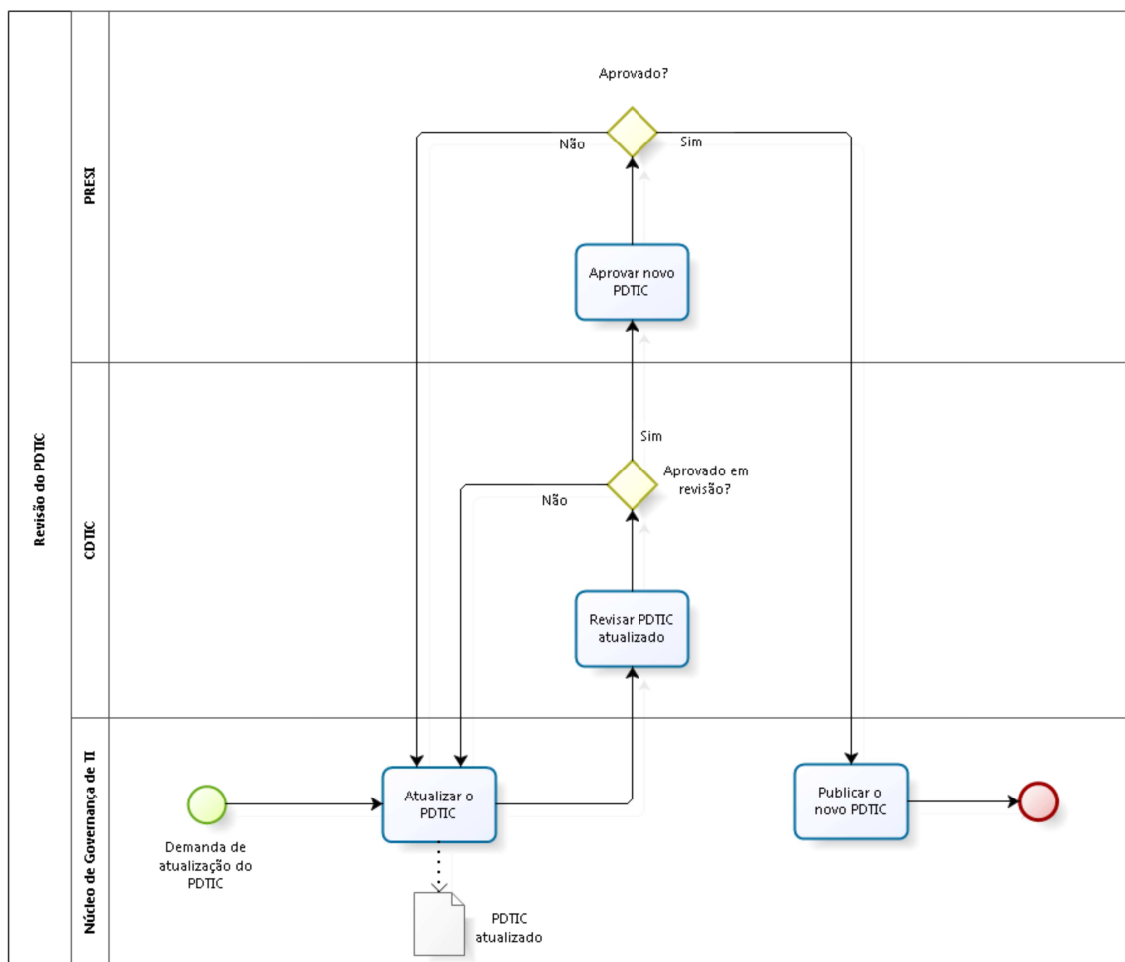 Revisão do PDTIC
PRESI
Aprovado?
Não
Sim
Aprovar novo
PDTIC
CDTIC
Sim
Aprovado em
revisão?
Não
Revisar PDTIC
atualizado
Núcleo de Governança de TI
Demanda de
atualização do
PDTIC
Atualizar o
PDTIC
PDTIC
atualizado
Publicar o
novo PDTIC